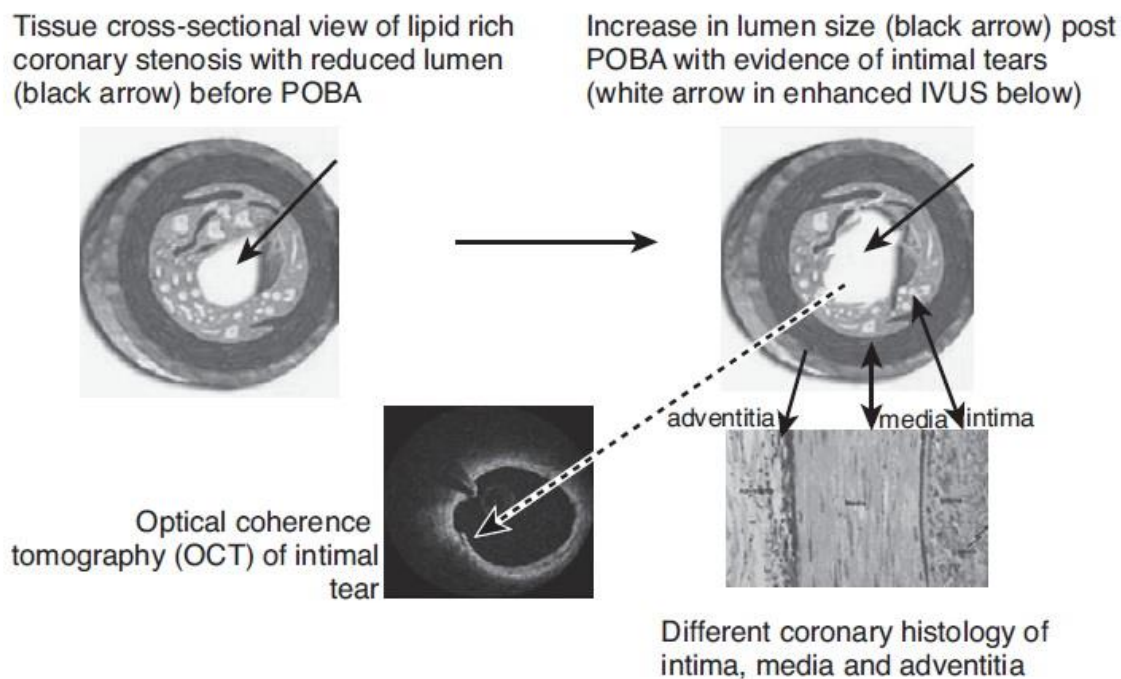 Tissue cross-sectional view of lipid rich
coronary stenosis with reduced lumen
(black arrow) before POBA
Increase in lumen size (black arrow) post
POBA with evidence of intimal tears
(white arrow in enhanced IVUS below)
adventitia
media
intima
Media
Optical coherence
tomography (OCT) of intimal
tear
Different coronary histology of
intima, media and adventitia